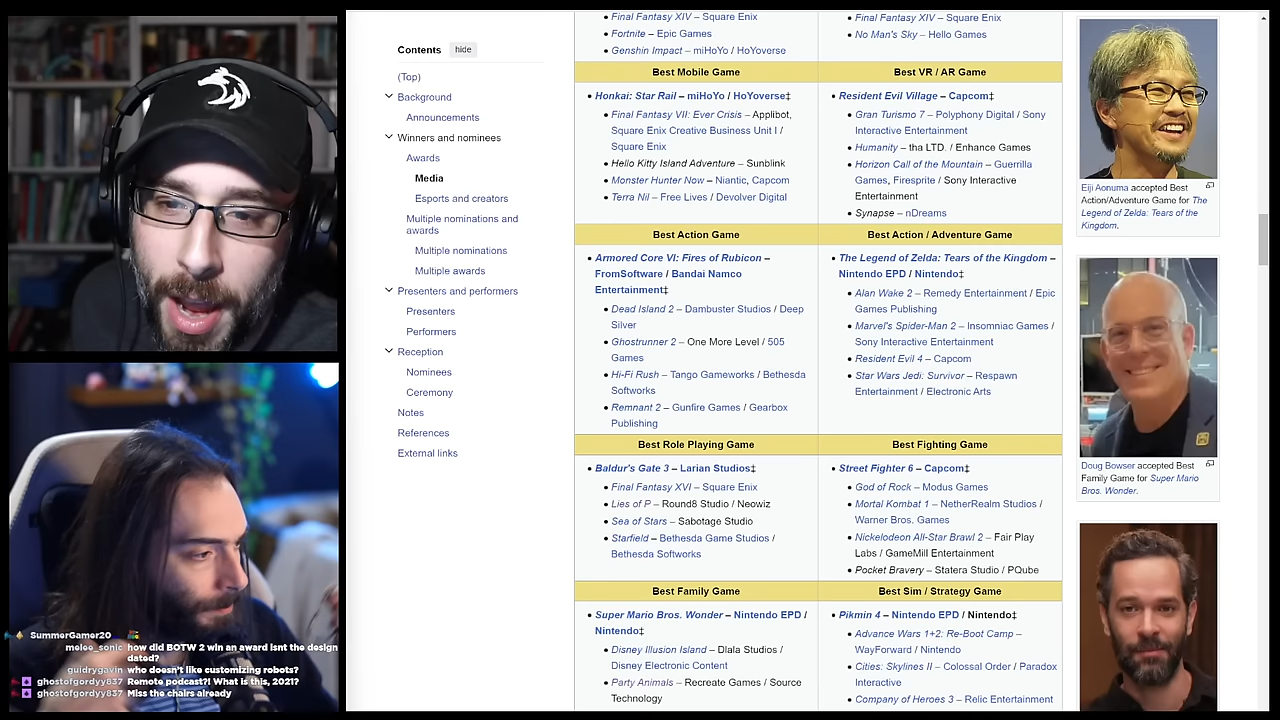 Contents hide
(Top)
Background
Announcements
Winners and nominees
Awards
Media
Esports and creators
Multiple nominations and
awards
Multiple nominations
Multiple awards
Presenters and performers
Presenters
Performers
Reception
Nominees
Ceremony
Notes
References
External links
Final Fantasy XIV – Square Enix
Fortnite – Epic Games
Genshin Impact – miHoYo / HoYoverse
Final Fantasy XIV – Square Enix
No Man's Sky – Hello Games
Best Mobile Game
Best VR / AR Game
Honkai: Star Rail – miHoYo / HoYoverse‡
Final Fantasy VII: Ever Crisis – Applibot,
Square Enix Creative Business Unit I /
Square Enix
Hello Kitty Island Adventure – Sunblink
Monster Hunter Now – Niantic, Capcom
Terra Nil – Free Lives / Devolver Digital
Resident Evil Village – Capcom‡
Gran Turismo 7 – Polyphony Digital / Sony
Interactive Entertainment
Humanity – tha LTD. / Enhance Games
Horizon Call of the Mountain – Guerrilla
Games, Firesprite / Sony Interactive
Entertainment
Synapse – nDreams
Best Action Game
Best Action / Adventure Game
Armored Core VI: Fires of Rubicon –
FromSoftware / Bandai Namco
Entertainment‡
Dead Island 2 – Dambuster Studios / Deep
Silver
Ghostrunner 2 – One More Level / 505
Games
Hi-Fi Rush – Tango Gameworks / Bethesda
Softworks
Remnant 2 – Gunfire Games / Gearbox
Publishing
The Legend of Zelda: Tears of the Kingdom –
Nintendo EPD / Nintendo‡
Alan Wake 2 – Remedy Entertainment / Epic
Games Publishing
Marvel's Spider-Man 2 – Insomniac Games /
Sony Interactive Entertainment
Resident Evil 4 – Capcom
Star Wars Jedi: Survivor – Respawn
Entertainment / Electronic Arts
Best Role Playing Game
Best Fighting Game
Baldur's Gate 3 – Larian Studios‡
Final Fantasy XVI – Square Enix
Lies of P – Round8 Studio / Neowiz
Sea of Stars – Sabotage Studio
Starfield – Bethesda Game Studios /
Bethesda Softworks
Street Fighter 6 – Capcom‡
God of Rock – Modus Games
Mortal Kombat 1 – NetherRealm Studios /
Warner Bros. Games
Nickelodeon All-Star Brawl 2 – Fair Play
Labs / GameMill Entertainment
Pocket Bravery – Statera Studio / PQube
Best Family Game
Best Sim / Strategy Game
Super Mario Bros. Wonder – Nintendo EPD /
Nintendo‡
Disney Illusion Island – Dlala Studios /
Disney Electronic Content
Party Animals – Recreate Games / Source
Technology
Pikmin 4 – Nintendo EPD / Nintendo‡
Advance Wars 1+2: Re-Boot Camp –
WayForward / Nintendo
Cities: Skylines II – Colossal Order / Paradox
Interactive
Company of Heroes 3 – Relic Entertainment
Eiji Aonuma accepted Best
Action/Adventure Game for The
Legend of Zelda: Tears of the
Kingdom.
Doug Bowser accepted Best
Family Game for Super Mario
Bros. Wonder.
SummerGamer20
melee_sonic how did BOTW 2 win an award isnt the design
dated?
guidrygavin who doesn't like customizing robots?
ghostofgordyy837 Remote podcast?! What is this, 2021?
ghostofgordyy837 Miss the chairs already